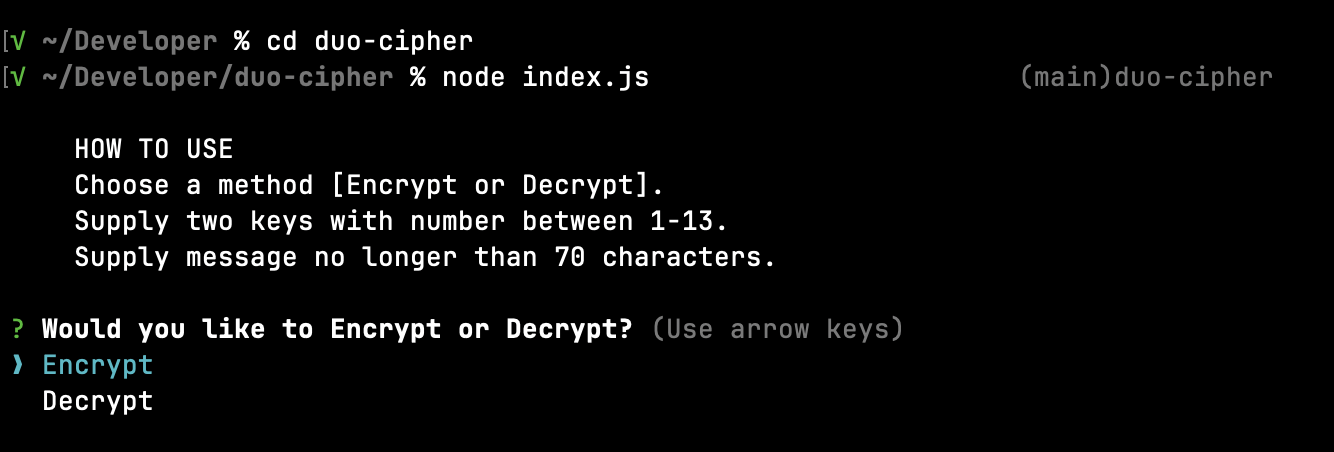 [√ ~/Developer % cd duo-cipher
[√ ~/Developer/duo-cipher % node index.js (main)duo-cipher
HOW TO USE
Choose a method [Encrypt or Decrypt].
Supply two keys with number between 1-13.
Supply message no longer than 70 characters.
? Would you like to Encrypt or Decrypt? (Use arrow keys)
❯ Encrypt
Decrypt